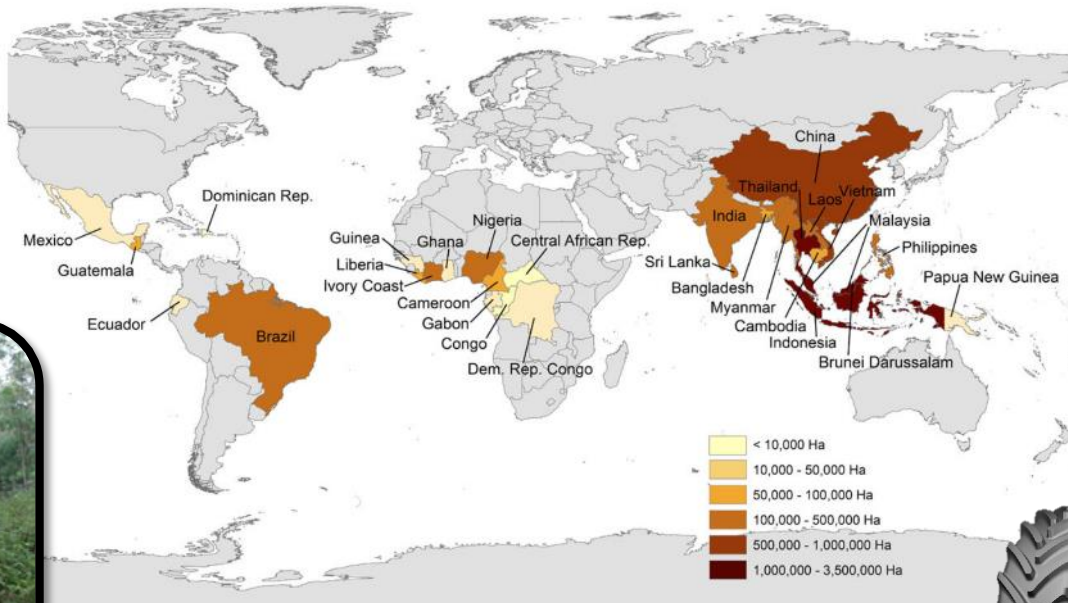 China
Dominican Rep.
Thailand
Laos
Vietnam
Nigeria
India
Malaysia
Mexico
Guinea
Ghana
Central African Rep.
Philippines
Guatemala
Liberia
Sri Lanka
Papua New Guinea
Ivory Coast
Bangladesh
Cameroon
Myanmar
Ecuador
Brazil
Gabon
Cambodia
Congo
Indonesia
Dem. Rep. Congo
Brunei Darussalam
< 10,000 Ha
10,000 - 50,000 Ha
50,000 - 100,000 Ha
100,000 - 500,000 Ha
500,000 - 1,000,000 Ha
1,000,000 - 3,500,000 Ha